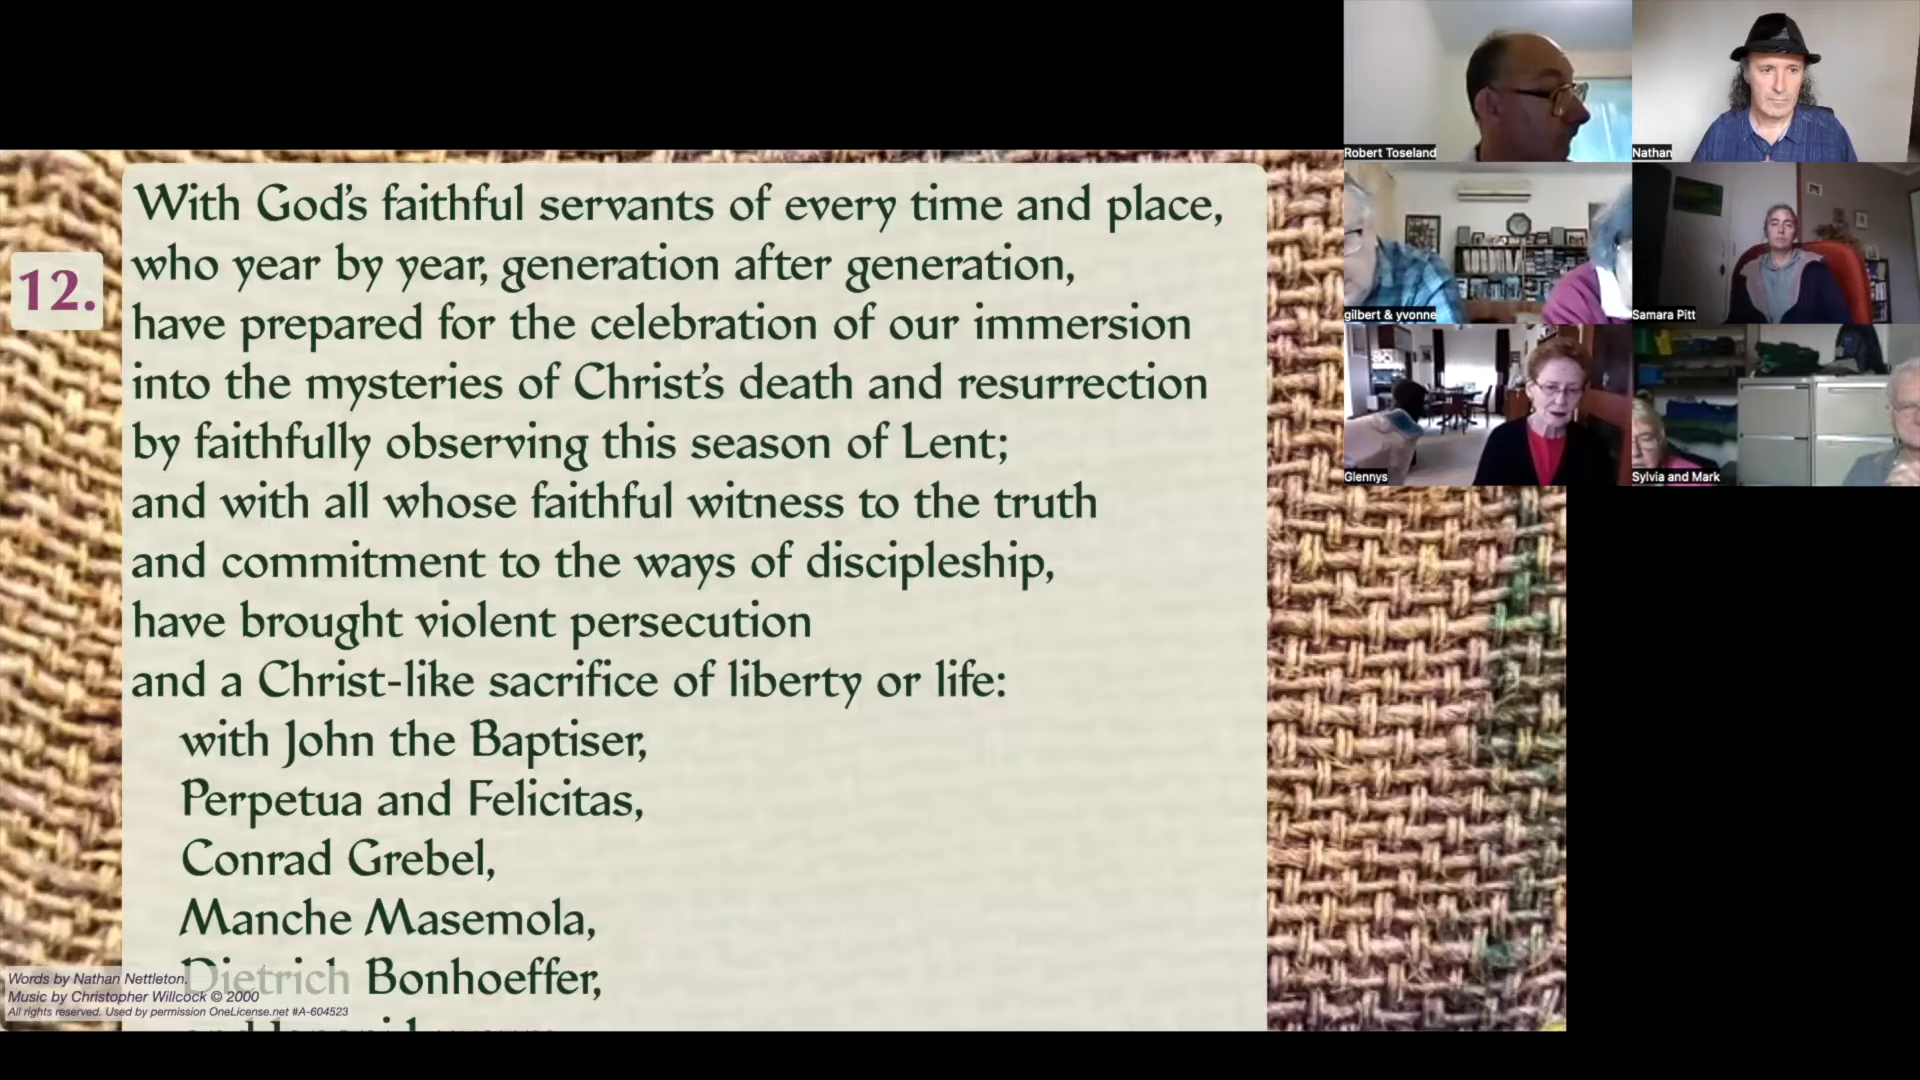 With God's faithful servants of every time and place,
who year by year, generation after generation,
have prepared for the celebration of our immersion
into the mysteries of Christ's death and resurrection
by faithfully observing this season of Lent;
and with all whose faithful witness to the truth
and commitment to the ways of discipleship,
have brought violent persecution
and a Christ-like sacrifice of liberty or life:
with John the Baptiser,
Perpetua and Felicitas,
Conrad Grebel,
Manche Masemola,
Dietrich Bonhoeffer,
12.
Words by Nathan Nettleton.
Music by Christopher Willcock © 2000
All rights reserved. Used by permission OneLicense.net #A-604523
Robert Toseland
Nathan
gilbert & yvonne
Samara Pitt
Glennys
Sylvia and Mark